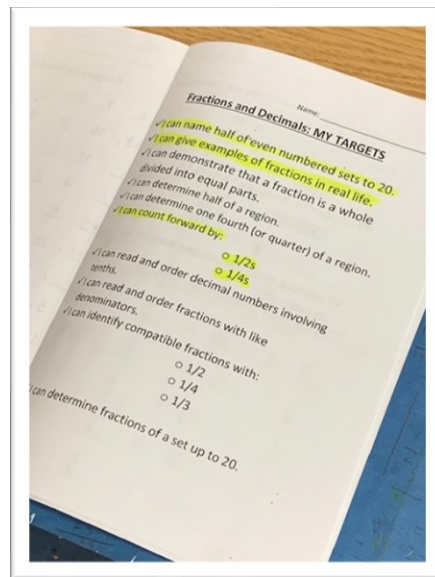 Name:
Fractions and Decimals: MY TARGETS
✓I can name half of even numbered sets to 20.
✓I can give examples of fractions in real life.
✓I can demonstrate that a fraction is a whole
divided into equal parts.
✓I can determine half of a region.
✓I can determine one fourth (or quarter) of a region.
✓I can count forward by:
○ 1/2s
○ 1/4s
✓I can read and order decimal numbers involving
tenths.
✓I can read and order fractions with like
denominators.
✓I can identify compatible fractions with:
○ 1/2
○ 1/4
○ 1/3
I can determine fractions of a set up to 20.